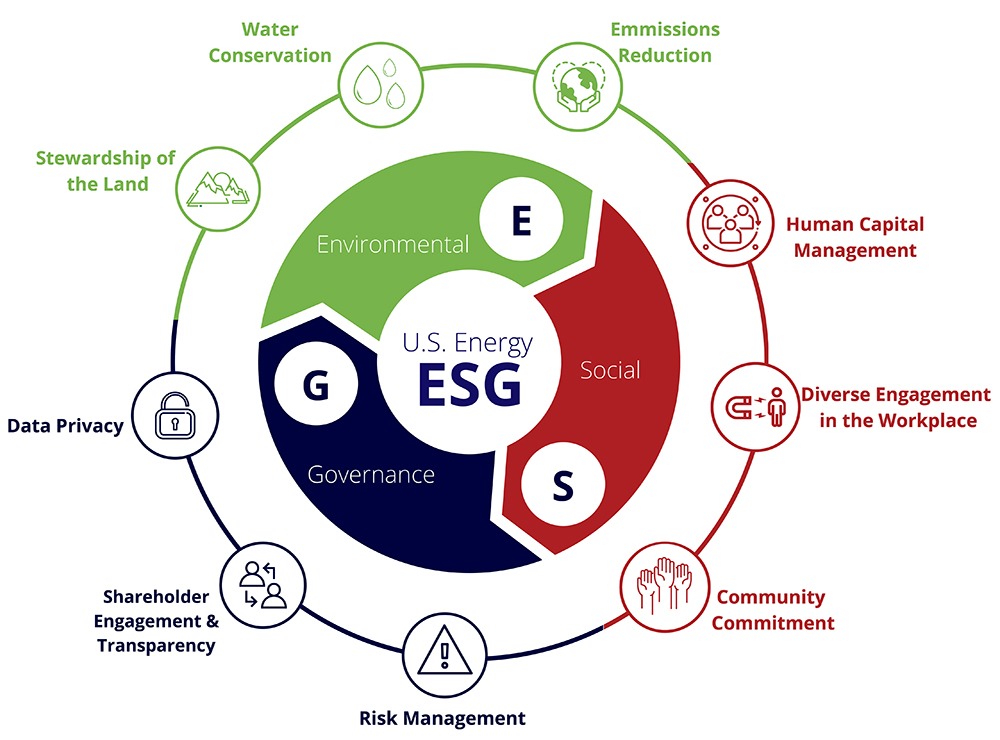 Water
Conservation
Emmissions
Reduction
Stewardship of
the Land
Human Capital
Management
E
Environmental
U.S. Energy
ESG
Social
G
Diverse Engagement
in the Workplace
Data Privacy
Governance
S
Shareholder
Engagement &
Transparency
Community
Commitment
Risk Management